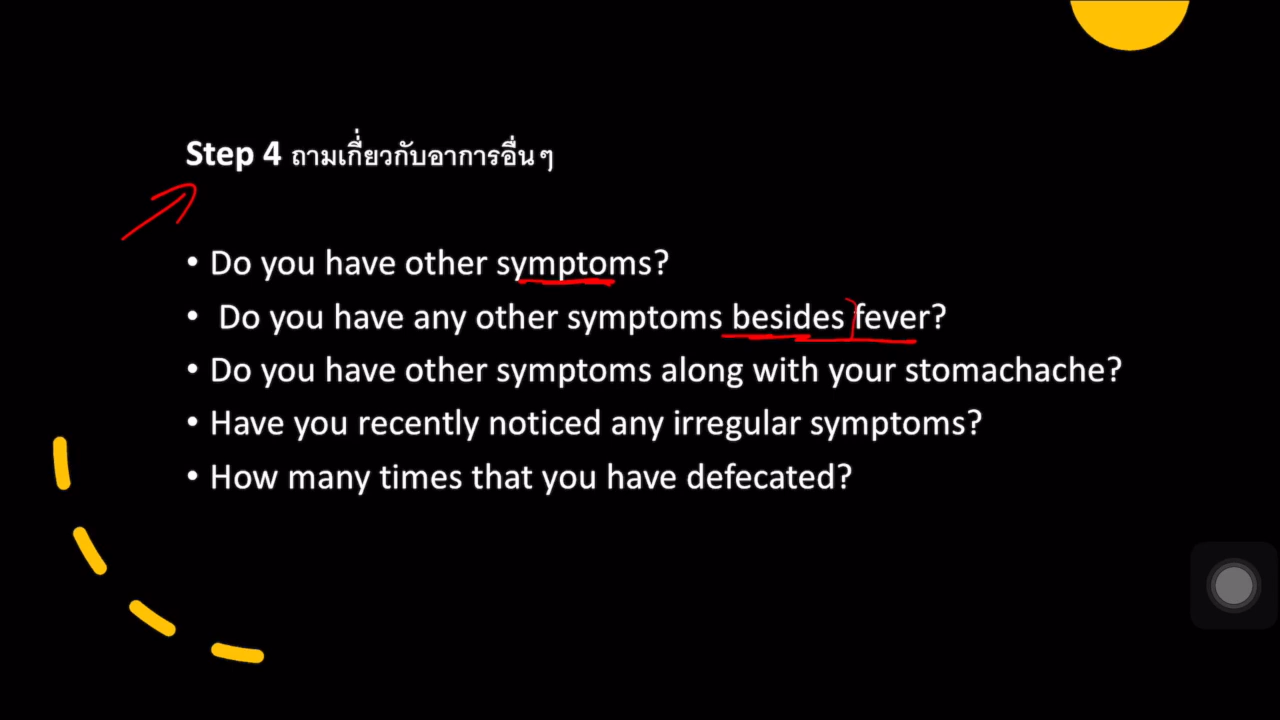 Step 4 ถามเกี่ยวกับอาการอื่น ๆ
• Do you have other symptoms?
• Do you have any other symptoms besides fever?
• Do you have other symptoms along with your stomachache?
• Have you recently noticed any irregular symptoms?
• How many times that you have defecated?